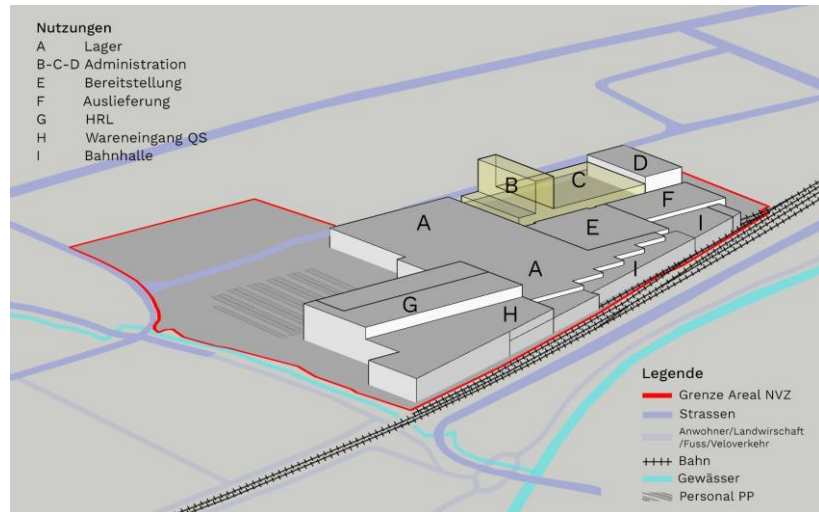 Nutzungen
A Lager
B-C-D Administration
E Bereitstellung
F Auslieferung
G HRL
H Wareneingang QS
I Bahnhalle
D
B
C
F
A
E
I
A
I
G
H
Legende
Grenze Areal NVZ
Strassen
Anwohner/Landwirtschaft
/Fuss/Veloverkehr
Bahn
Gewässer
Personal PP